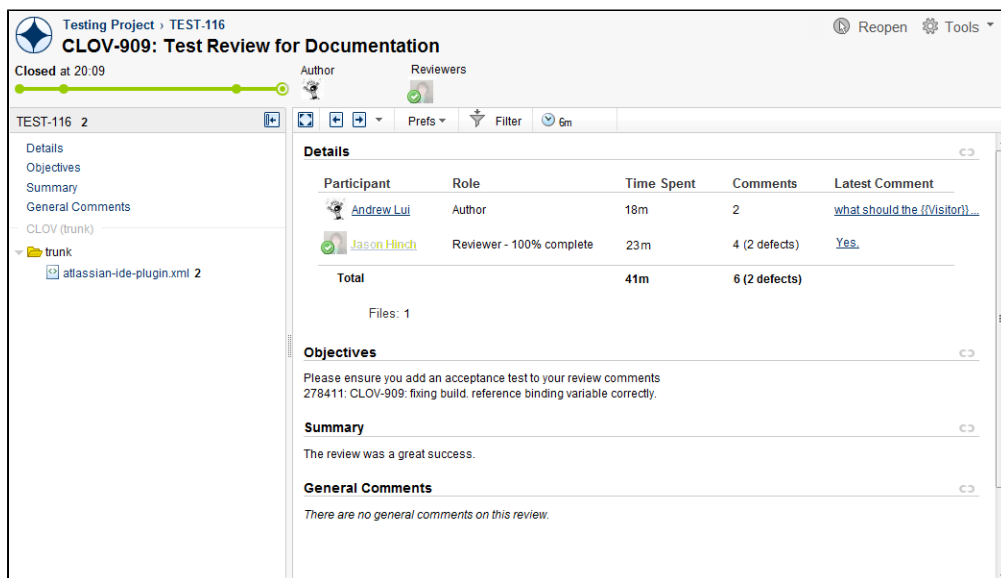 Testing Project › TEST-116
Reopen Tools
CLOV-909: Test Review for Documentation
Closed at 20:09
Author Reviewers
TEST-116 2
Prefs Filter 6m
Details
Objectives
Summary
General Comments
CLOV (trunk)
trunk
atlassian-ide-plugin.xml 2
Details
Participant Role Time Spent Comments Latest Comment
Andrew Lui Author 18m 2 what should the {{Visitor}}...
Jason Hinch Reviewer - 100% complete 23m 4 (2 defects) Yes.
Total 41m 6 (2 defects)
Files: 1
Objectives
Please ensure you add an acceptance test to your review comments
278411: CLOV-909: fixing build. reference binding variable correctly.
Summary
The review was a great success.
General Comments
There are no general comments on this review.